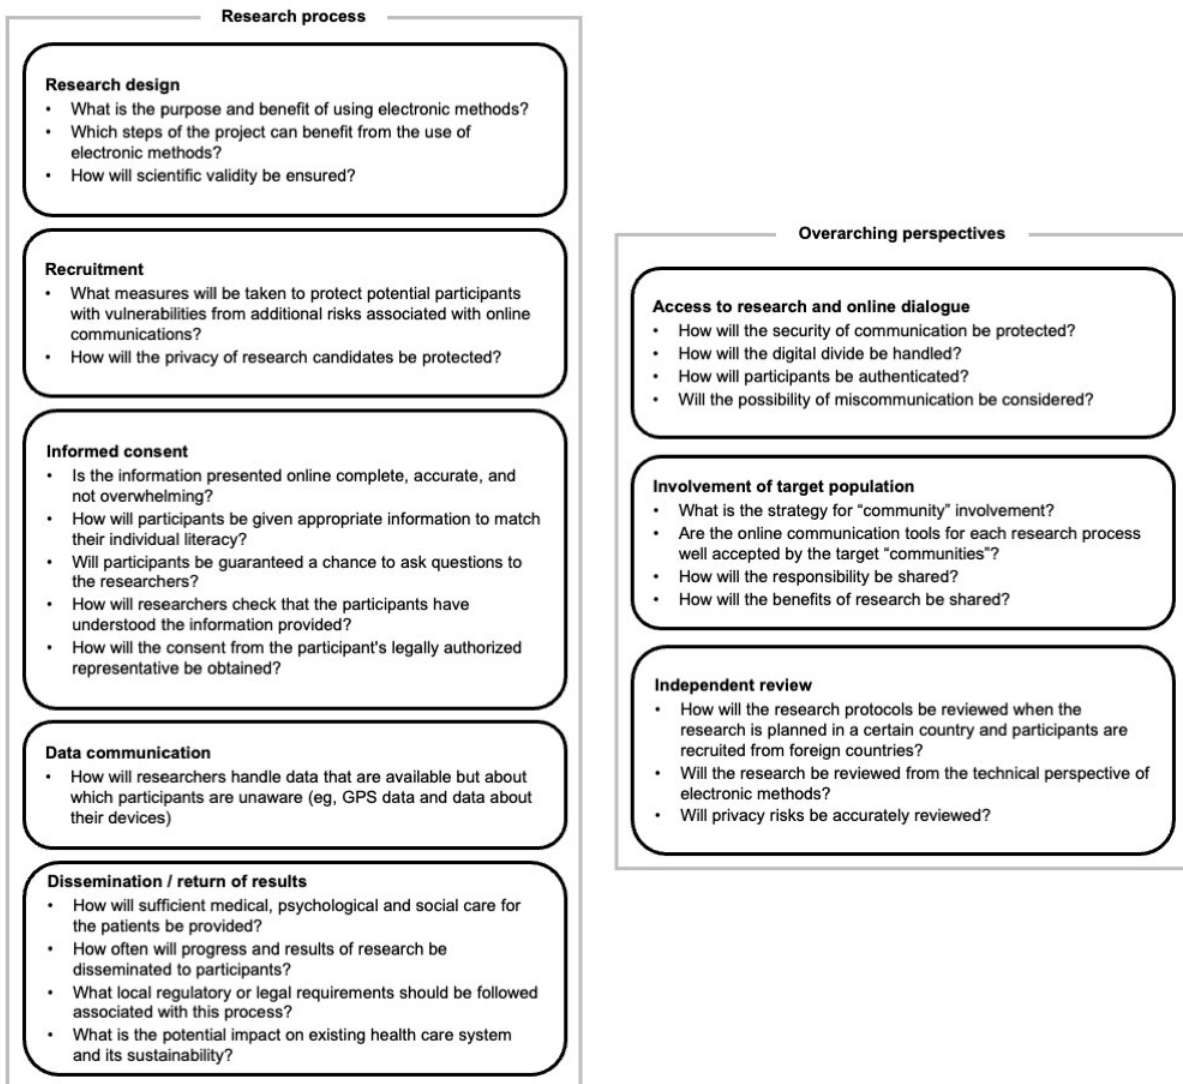 Research process
Research design
• What is the purpose and benefit of using electronic methods?
• Which steps of the project can benefit from the use of
electronic methods?
• How will scientific validity be ensured?
Recruitment
• What measures will be taken to protect potential participants
with vulnerabilities from additional risks associated with online
communications?
• How will the privacy of research candidates be protected?
Informed consent
• Is the information presented online complete, accurate, and
not overwhelming?
• How will participants be given appropriate information to match
their individual literacy?
• Will participants be guaranteed a chance to ask questions to
the researchers?
• How will researchers check that the participants have
understood the information provided?
• How will the consent from the participant's legally authorized
representative be obtained?
Data communication
• How will researchers handle data that are available but about
which participants are unaware (eg, GPS data and data about
their devices)
Dissemination / return of results
• How will sufficient medical, psychological and social care for
the patients be provided?
• How often will progress and results of research be
disseminated to participants?
• What local regulatory or legal requirements should be followed
associated with this process?
• What is the potential impact on existing health care system
and its sustainability?
Overarching perspectives
Access to research and online dialogue
• How will the security of communication be protected?
• How will the digital divide be handled?
• How will participants be authenticated?
• Will the possibility of miscommunication be considered?
Involvement of target population
• What is the strategy for “community” involvement?
• Are the online communication tools for each research process
well accepted by the target “communities”?
• How will the responsibility be shared?
• How will the benefits of research be shared?
Independent review
• How will the research protocols be reviewed when the
research is planned in a certain country and participants are
recruited from foreign countries?
• Will the research be reviewed from the technical perspective of
electronic methods?
• Will privacy risks be accurately reviewed?